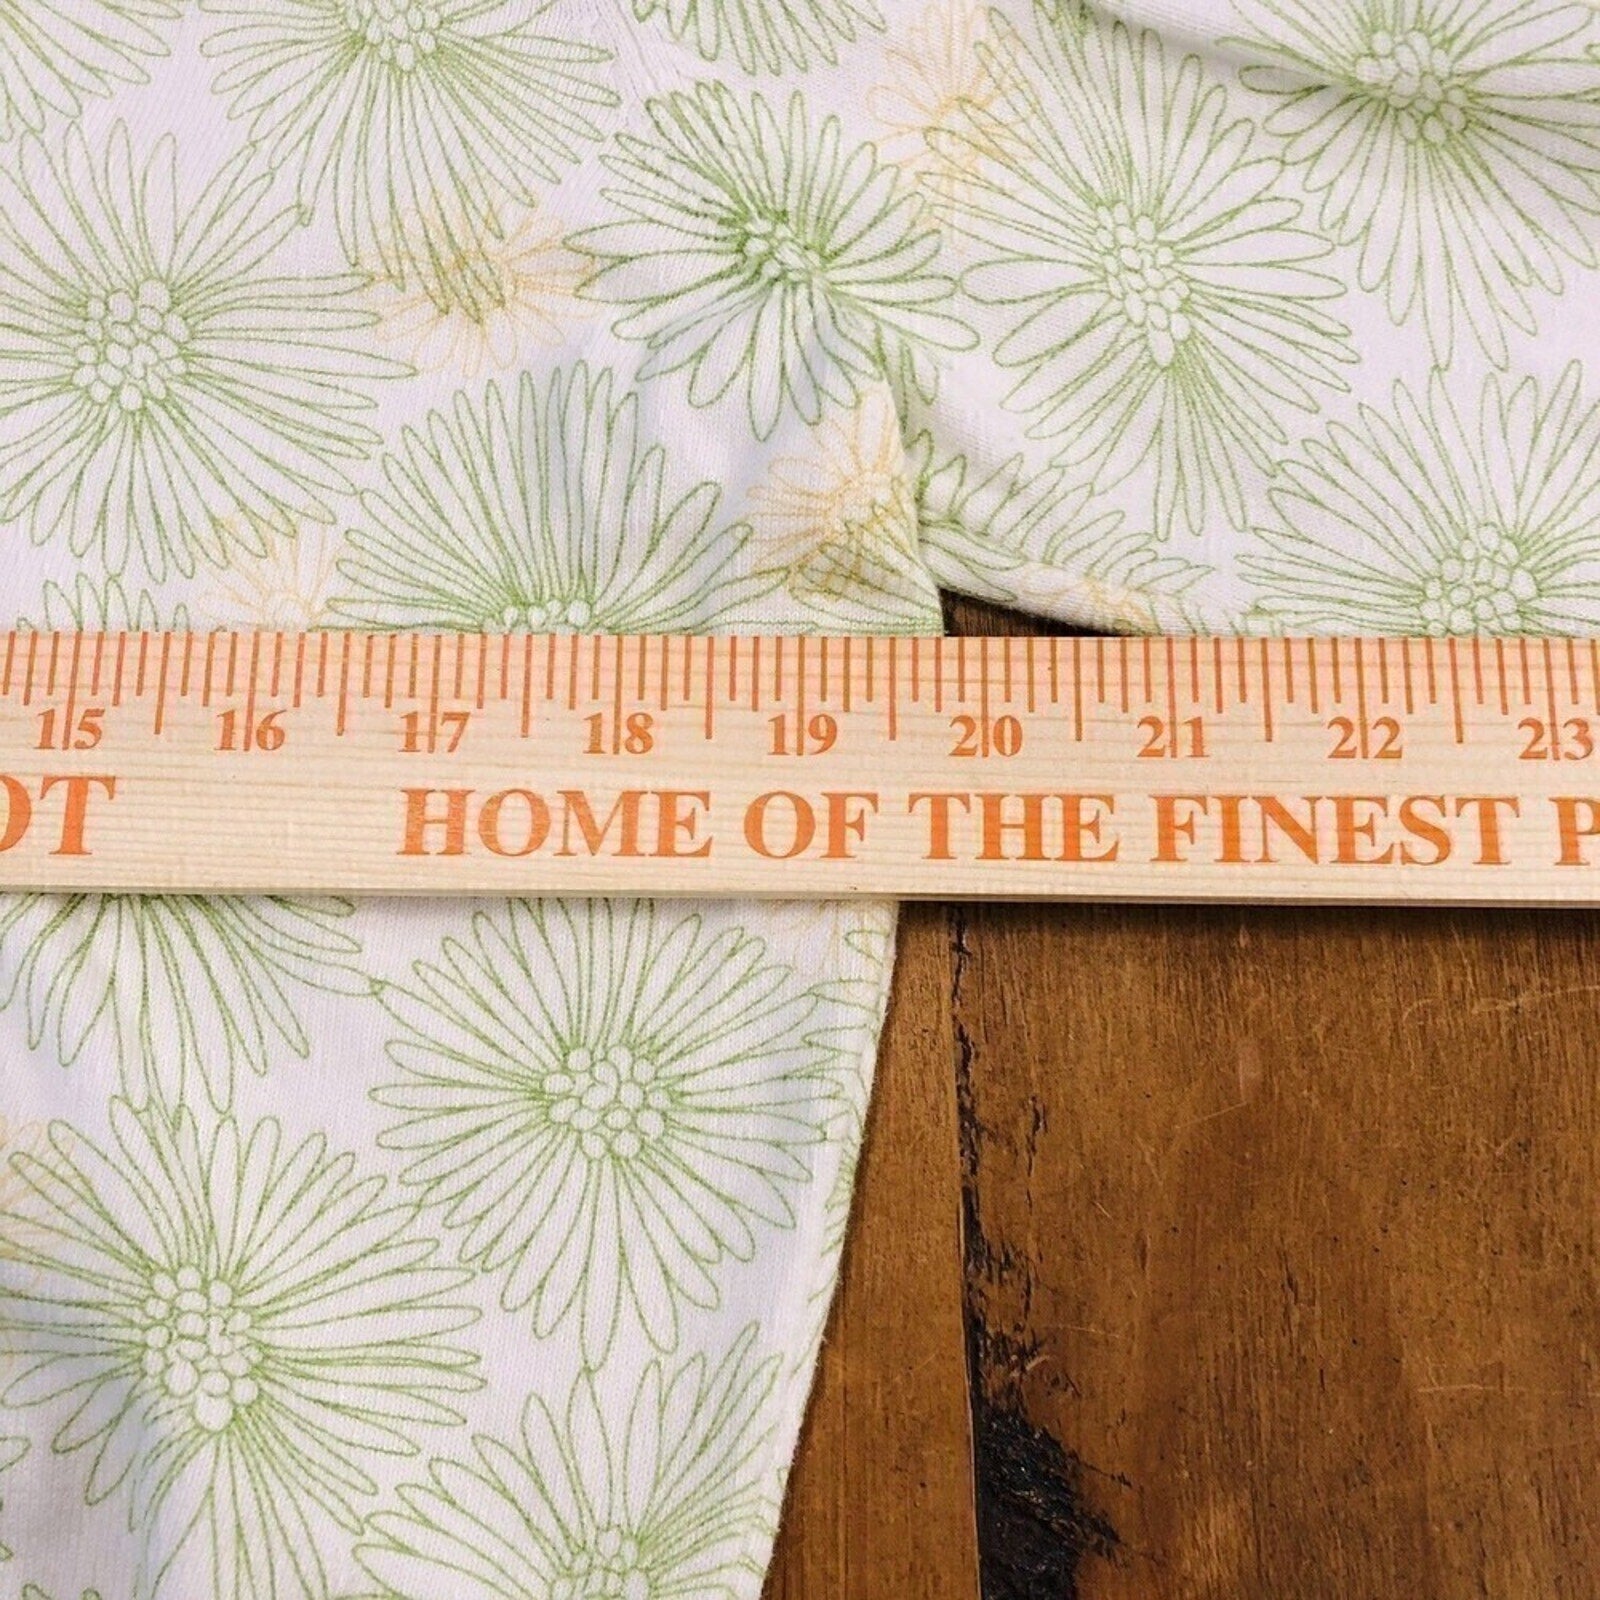 15 16 17 18 19 20 21 22 23
OT HOME OF THE FINEST P